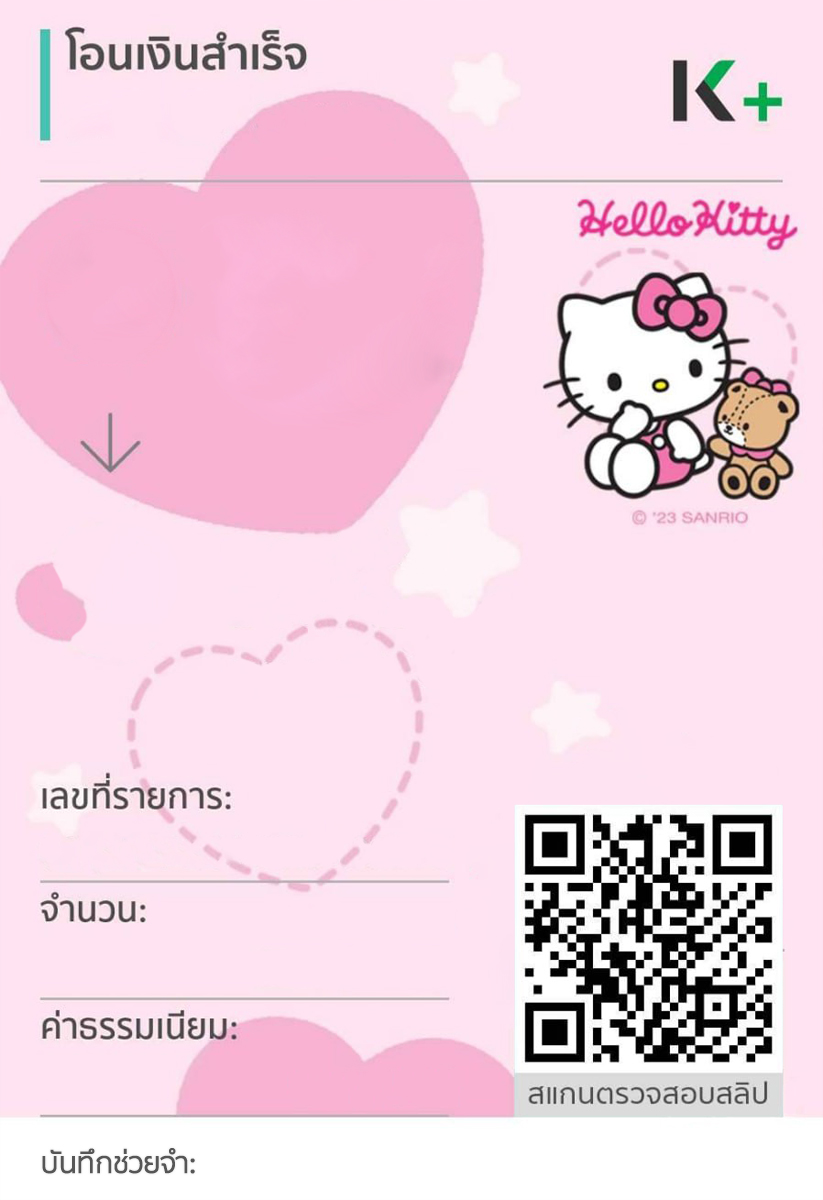 โอนเงินสำเร็จ
K+
Hello Kitty
© '23 SANRIO
เลขที่รายการ:
จำนวน:
ค่าธรรมเนียม:
สแกนตรวจสอบสลิป
บันทึกช่วยจำ: